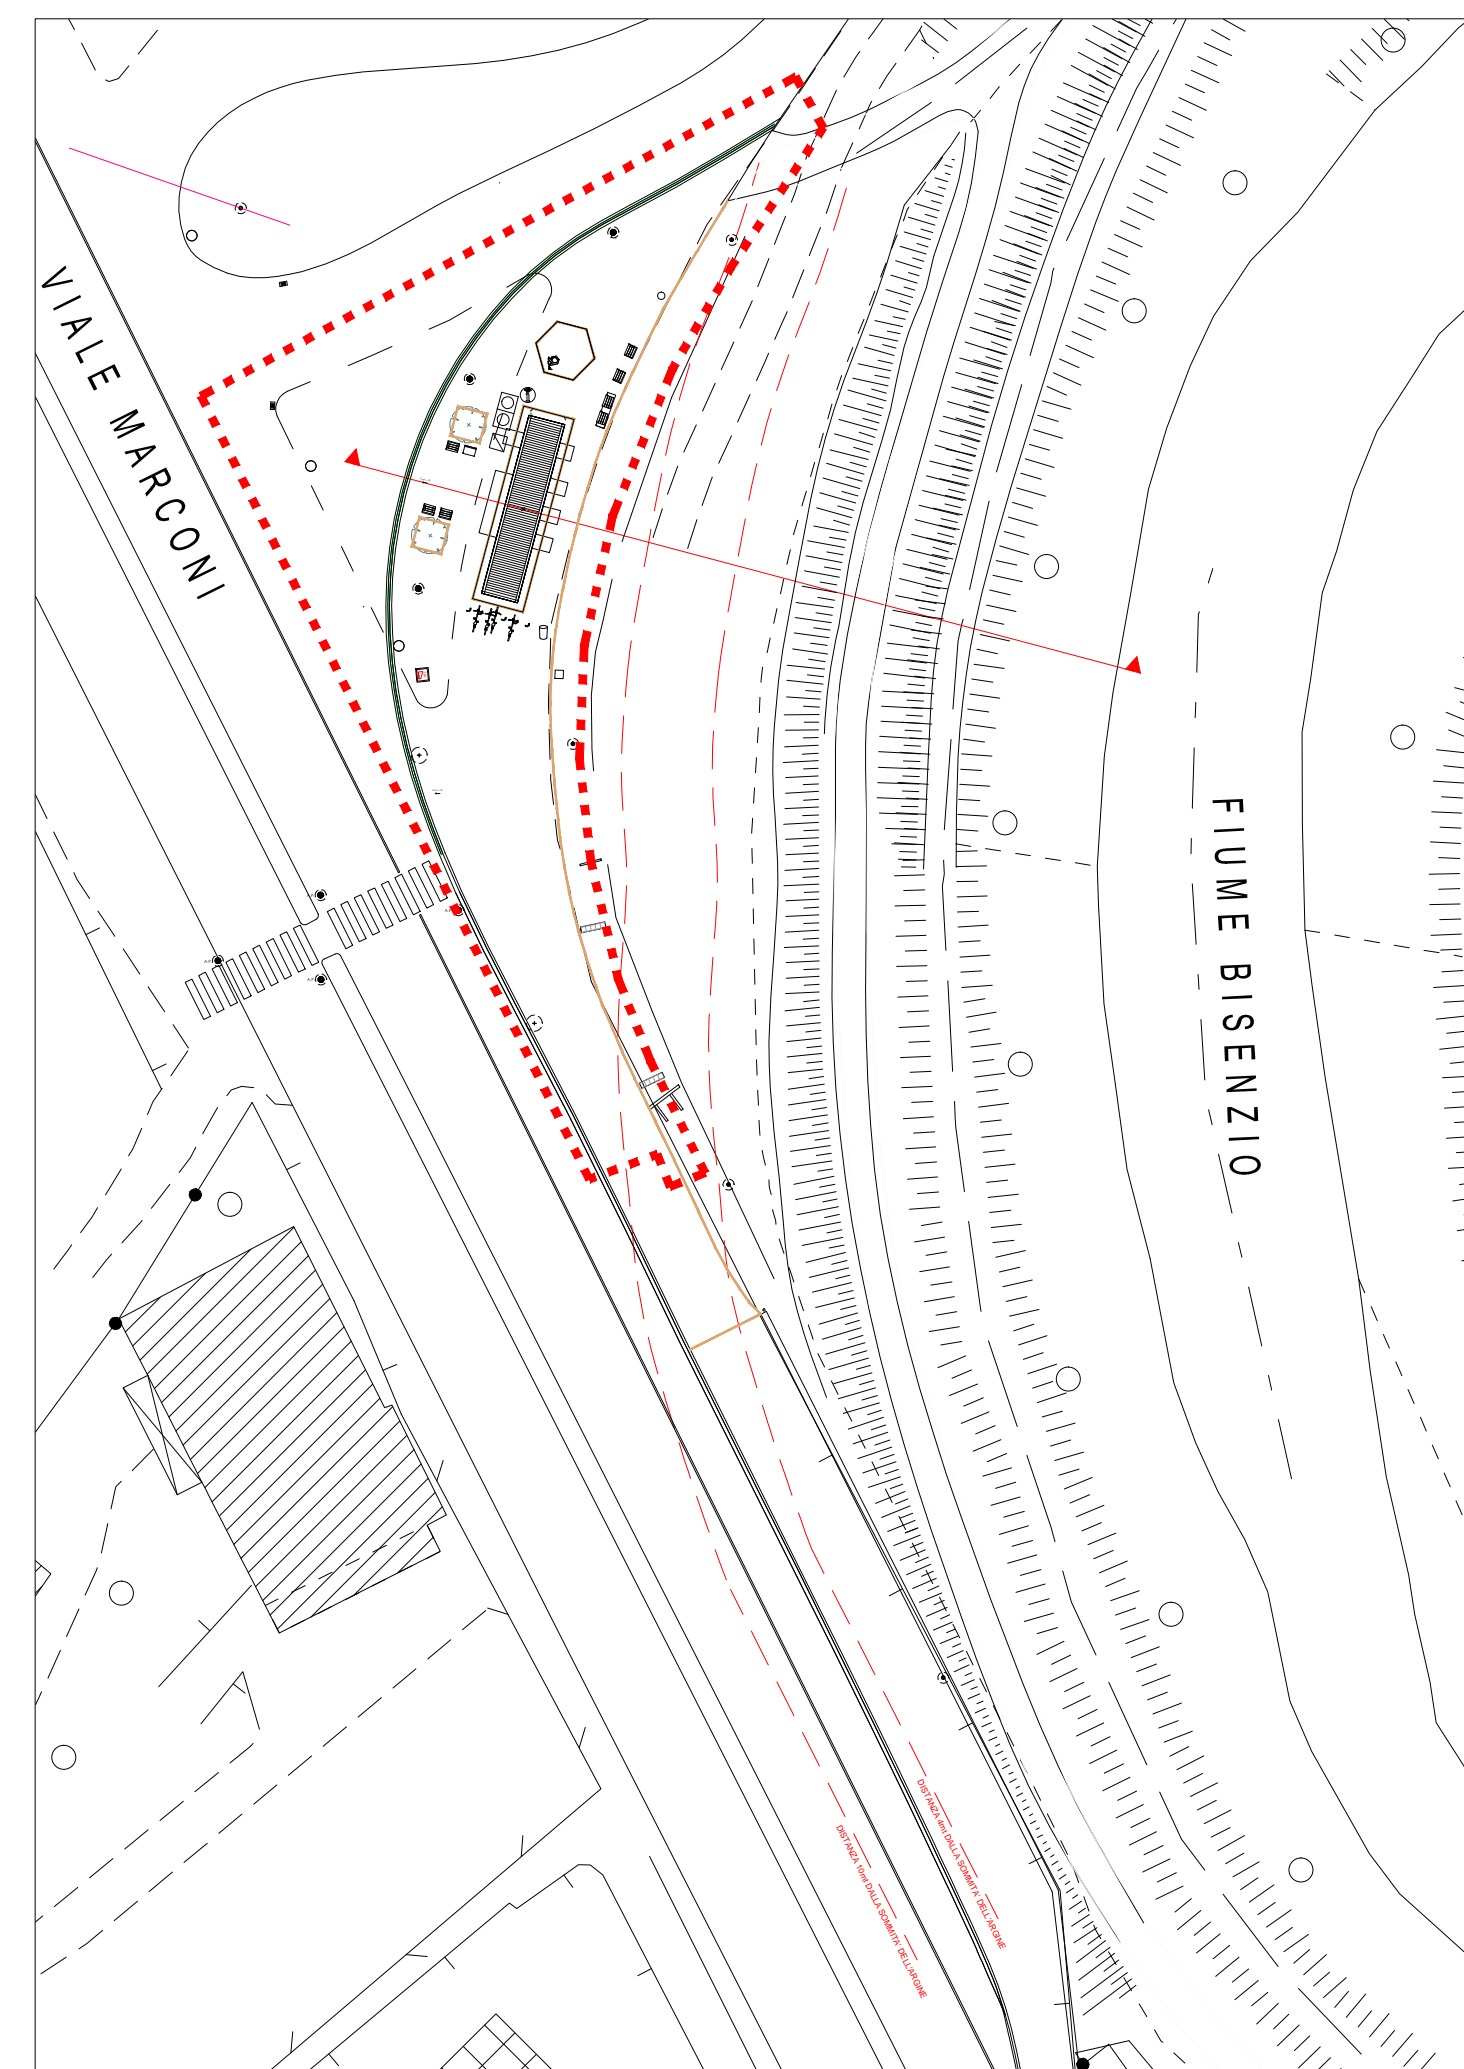 VIALE MARCONI
FIUME BISENZIO
DISTANZA 4mt DALLA SOMMITA' DELL'ARGINE
DISTANZA 10mt DALLA SOMMITA' DELL'ARGINE